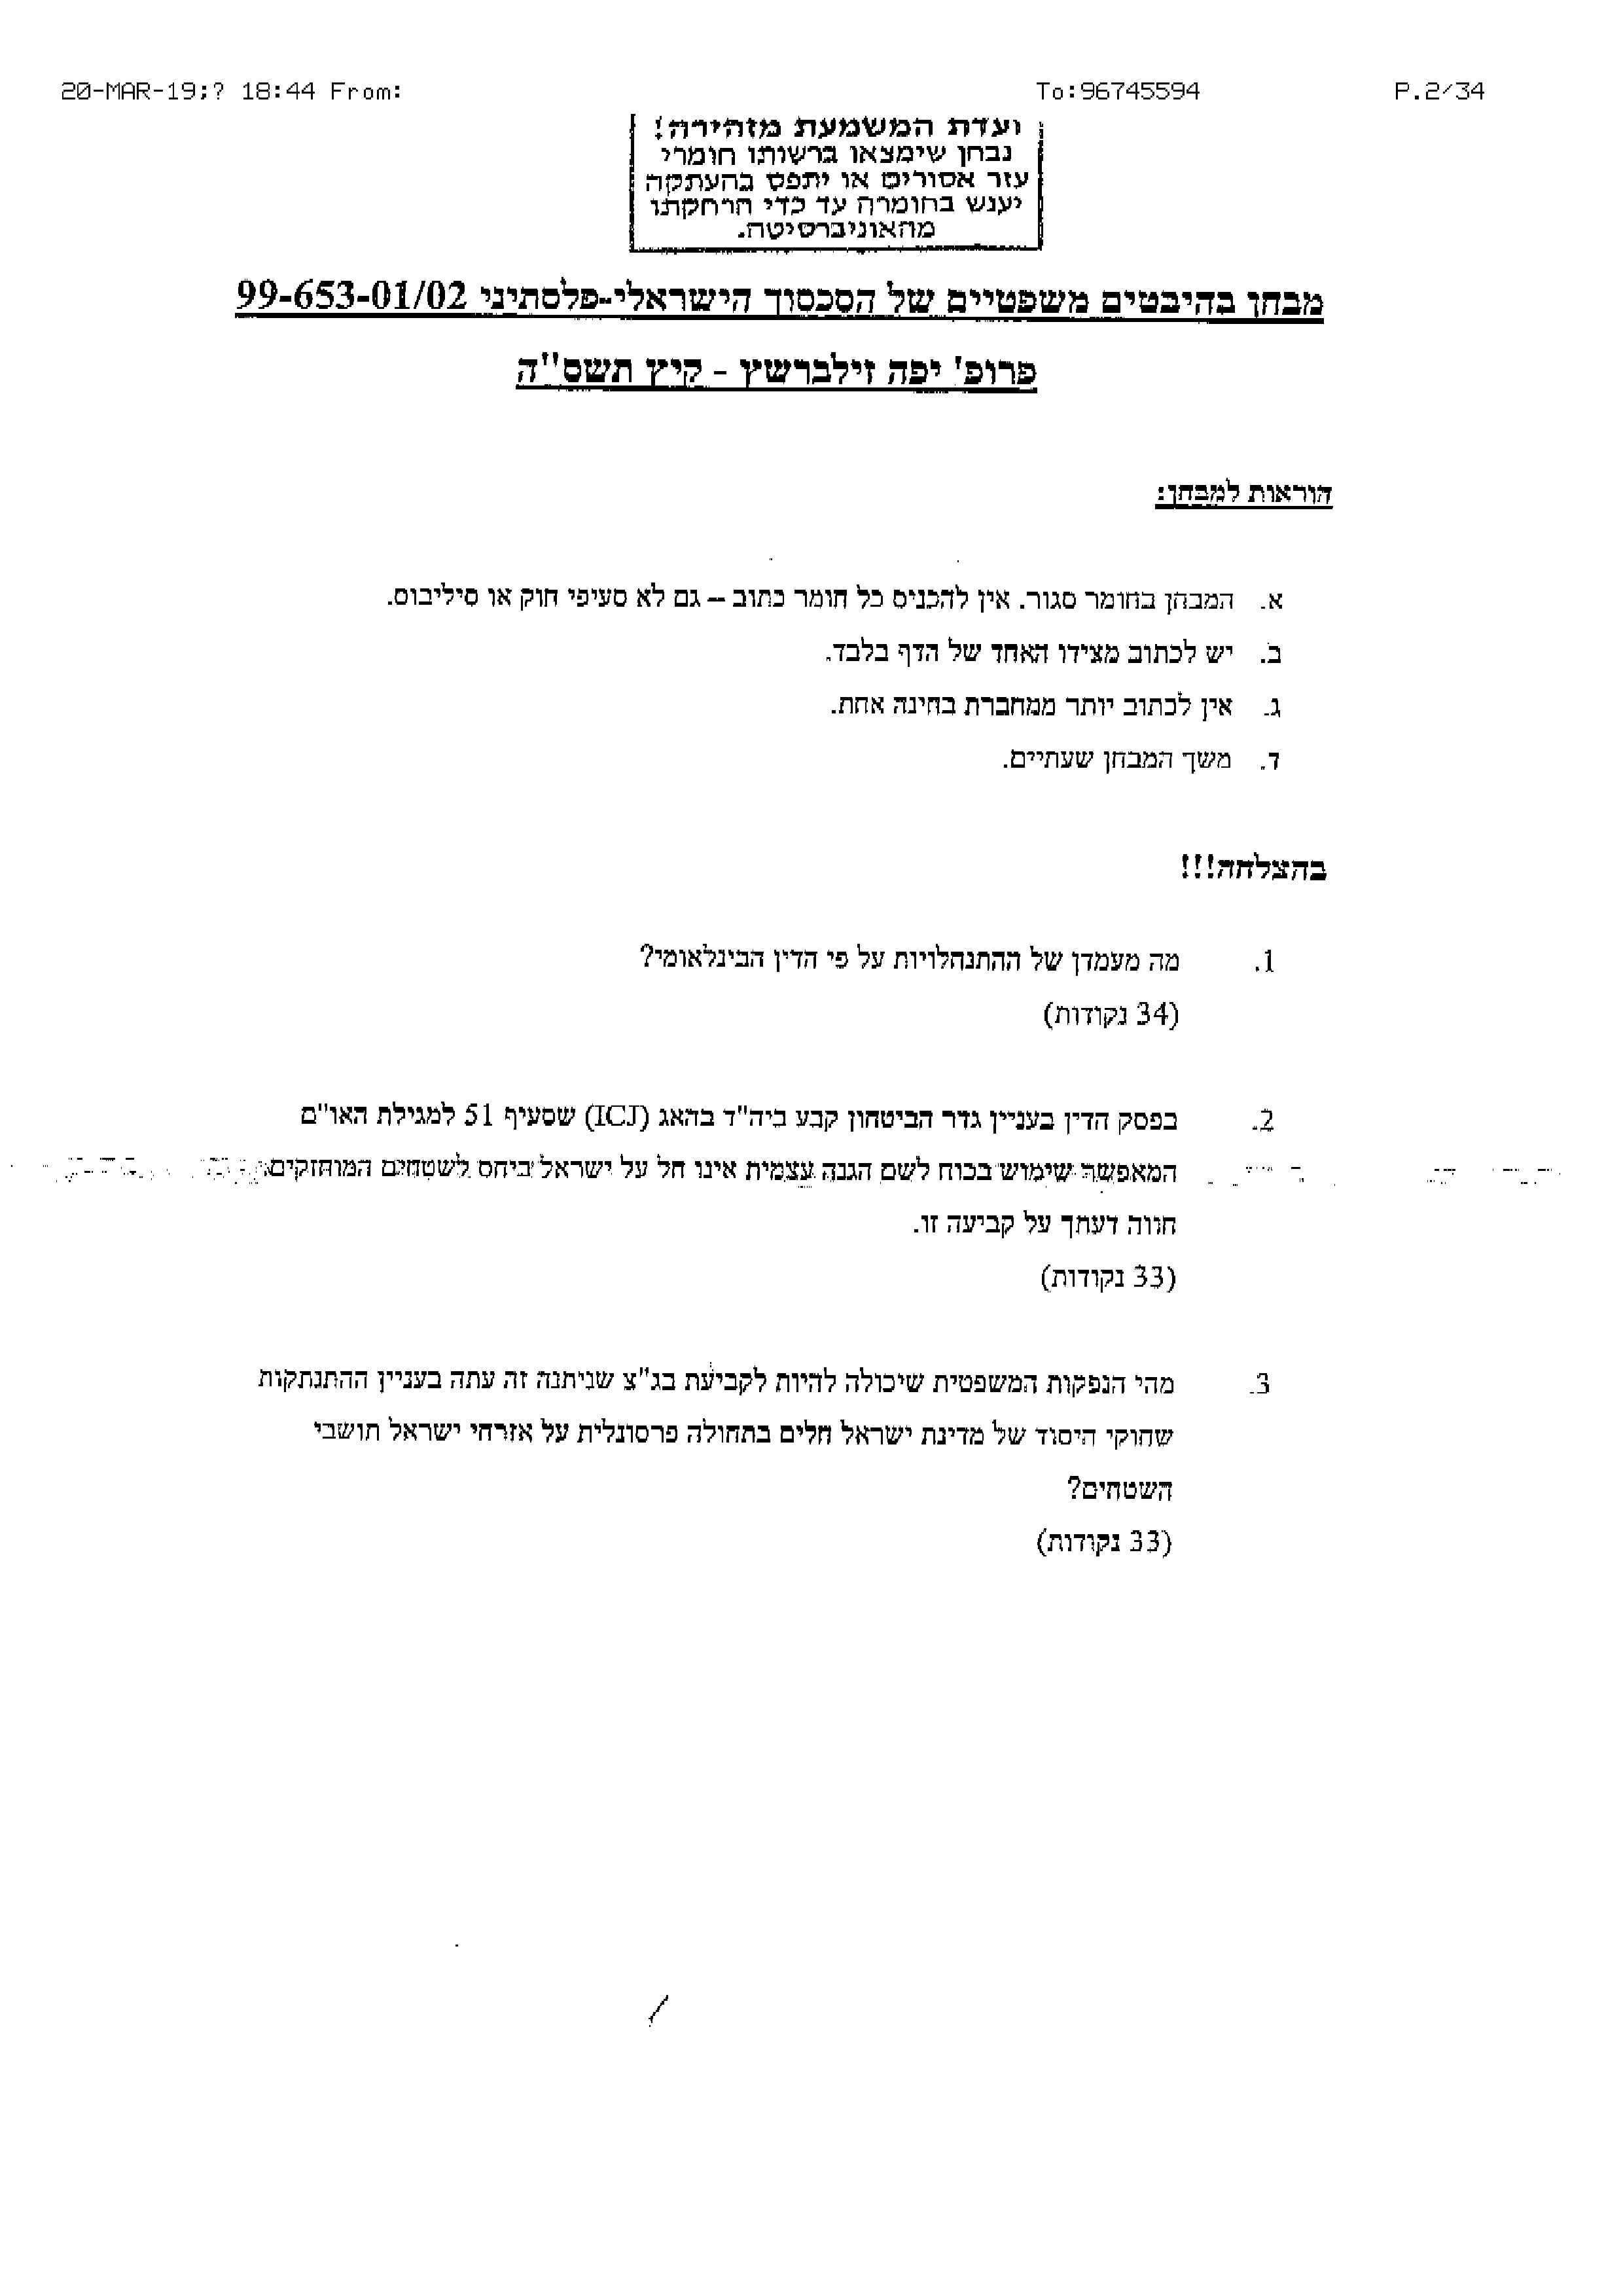 20-MAR-19;? 18:44 From: To:96745594 P.2/34
ועדת המשמעת מזהירה!
נבחן שימצאו ברשותו חומרי
עזר אסורים או יתפס בהעתקה
יענש בחומרה עד כדי הרחקתו
מהאוניברסיטה.
מבחן בהיבטים משפטיים של הסכסוך הישראלי-פלסתיני 99-653-01/02
פרופ' יפה זילברשץ - קיץ תשס"ה
הוראות למבחן:
א. המבחן בחומר סגור. אין להכניס כל חומר כתוב – גם לא סעיפי חוק או סיליבוס.
ב. יש לכתוב מצידו האחד של הדף בלבד.
ג. אין לכתוב יותר ממחברת בחינה אחת.
ד. משך המבחן שעתיים.
בהצלחה!!!
1. מה מעמדן של ההתנחלויות על פי הדין הבינלאומי?
(34 נקודות)
2. בפסק הדין בעניין גדר הביטחון קבע ביה"ד בהאג (ICJ) שסעיף 51 למגילת האו"ם
המאפשר שימוש בכוח לשם הגנה עצמית אינו חל על ישראל ביחס לשטחים המוחזקים.
חווה דעתך על קביעה זו.
(33 נקודות)
3. מהי הנפקות המשפטית שיכולה להיות לקביעת בג"צ שניתנה זה עתה בעניין ההתנתקות
שחוקי היסוד של מדינת ישראל חלים בתחולה פרסונלית על אזרחי ישראל תושבי
השטחים?
(33 נקודות)